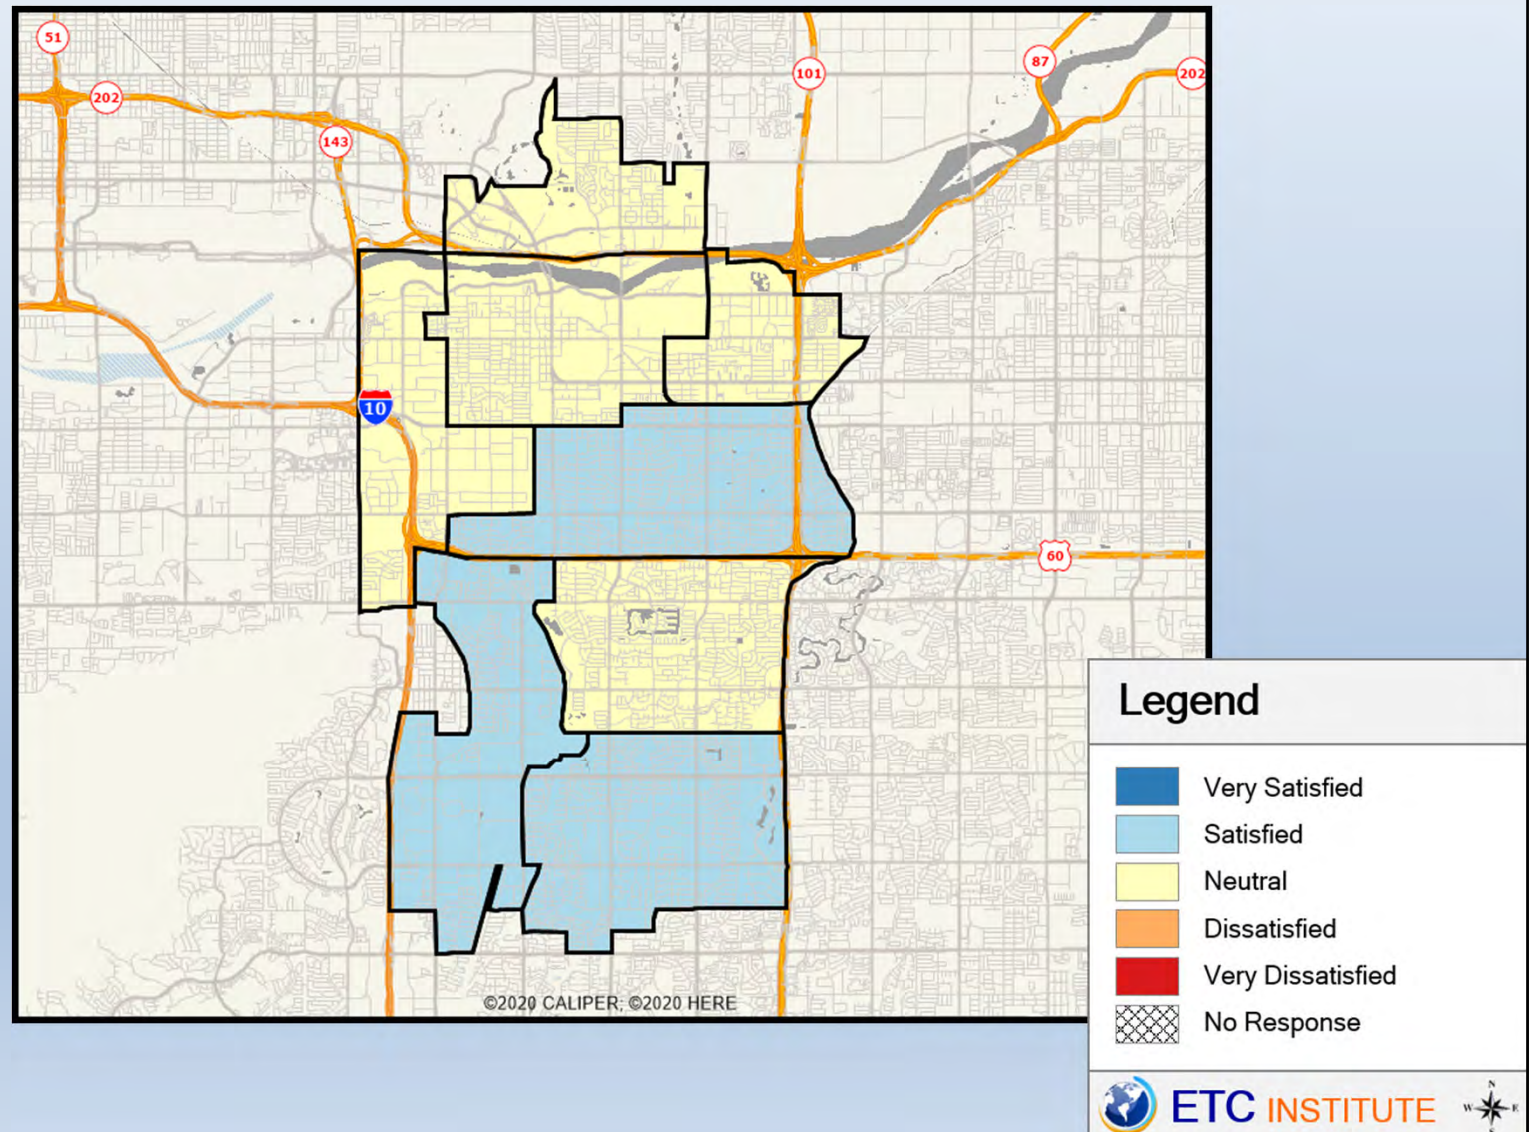 51
202
143
101
87
202
10
60
©2020 CALIPER; ©2020 HERE
Legend
Very Satisfied
Satisfied
Neutral
Dissatisfied
Very Dissatisfied
No Response
ETC INSTITUTE
N
W E
S